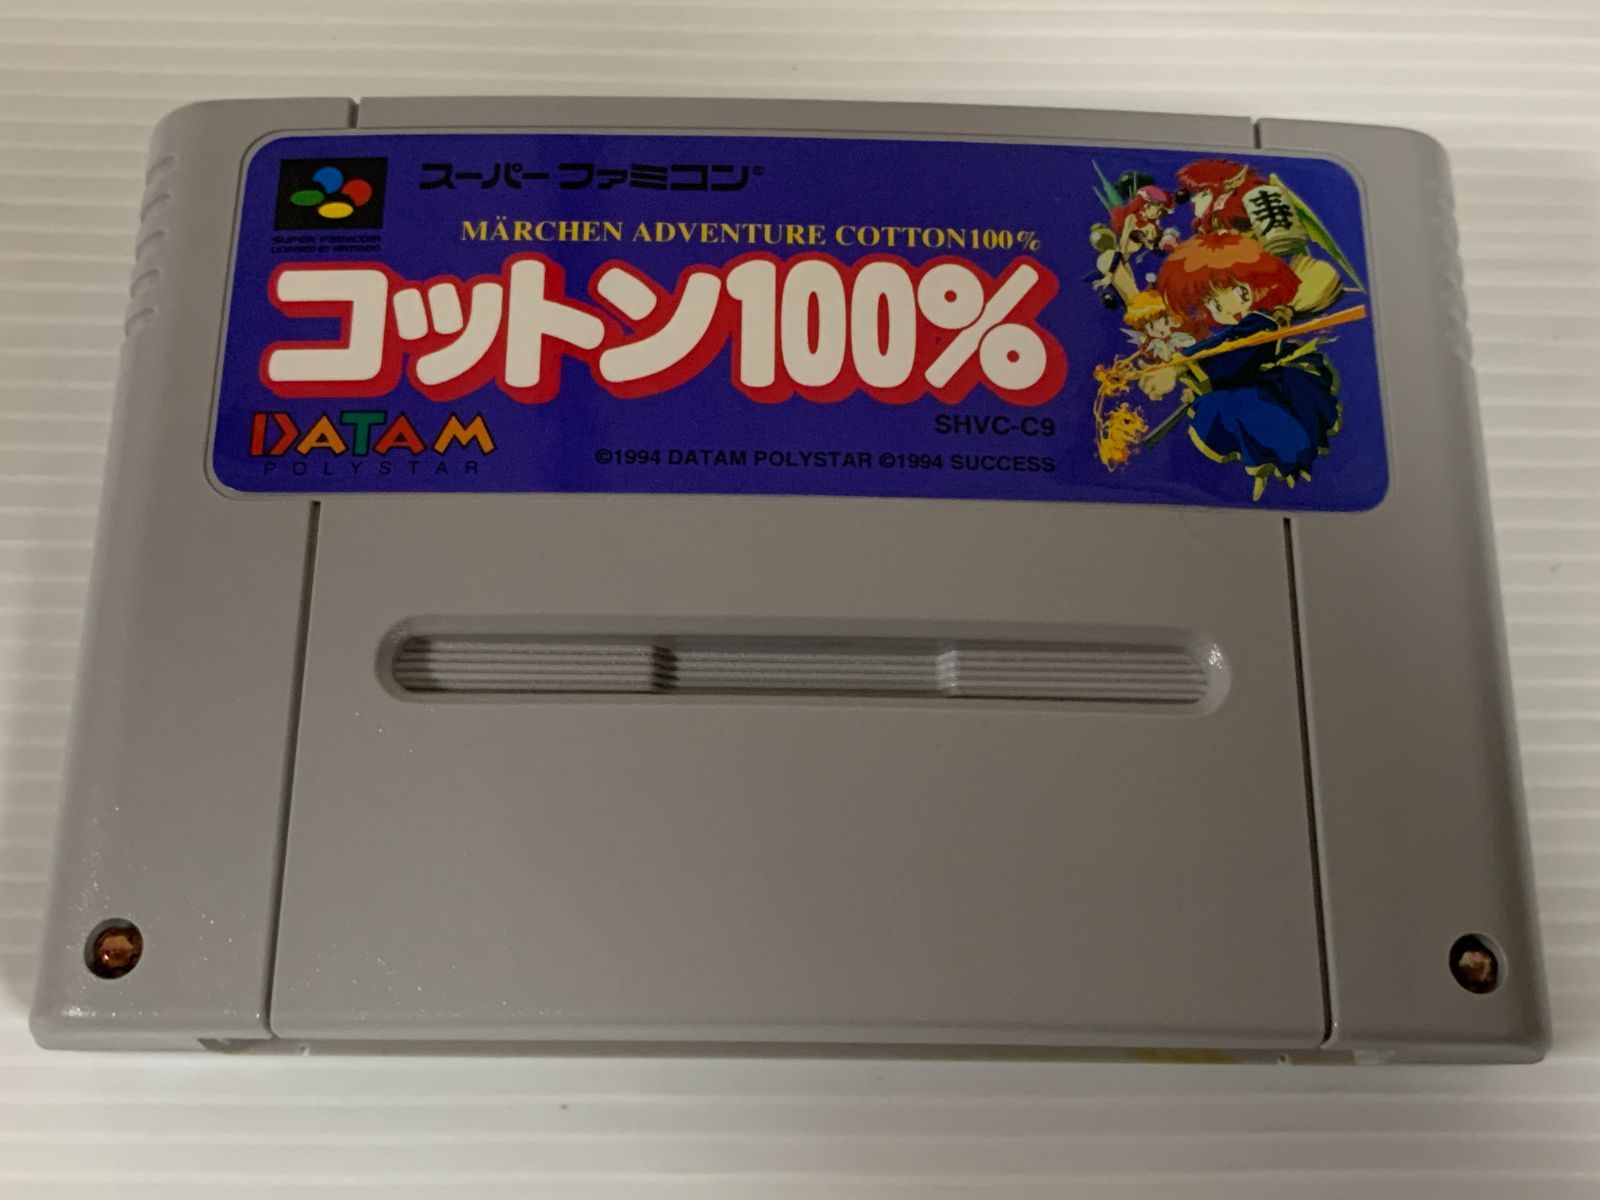 スーパーファミコン®
SUPER FAMICOM
LICENSED BY NINTENDO
MÄRCHEN ADVENTURE COTTON100%
コットン100%
寿
DATAM
POLYSTAR
SHVC-C9
©1994 DATAM POLYSTAR ©1994 SUCCESS